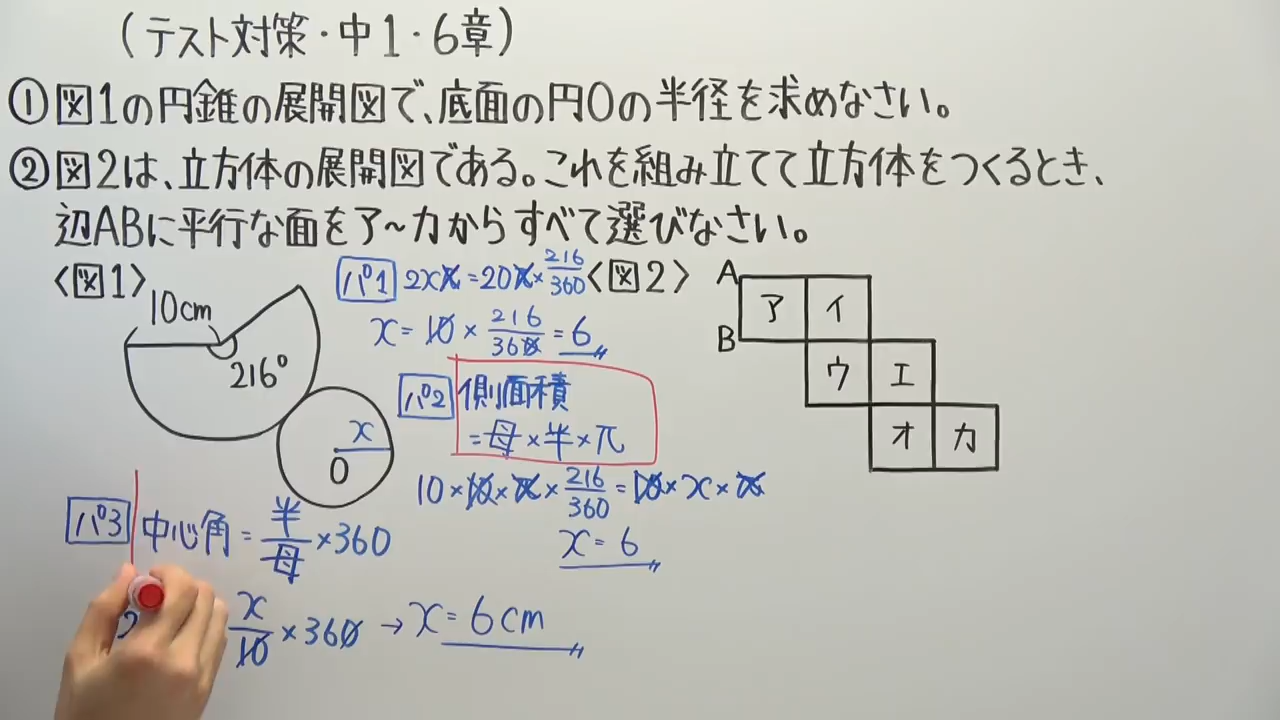 (テスト対策・中1・6章)
①図1の円錐の展開図で、底面の円Oの半径を求めなさい。
②図2は、立方体の展開図である。これを組み立てて立方体をつくるとき、
辺ABに平行な面をア~カからすべて選びなさい。
<図1>
10cm
216°
x
O
パ1 2xπ=20π×216/360
x=10×216/360=6
パ2 側面積
=母×半×π
10×10×π×216/360=10×x×π
x=6
パ3 中心角=半/母×360
x/10×360→x=6cm
<図2>
A
B
ア イ
ウ エ
オ カ